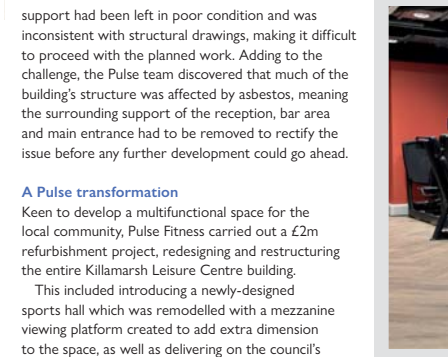 support had been left in poor condition and was
inconsistent with structural drawings, making it difficult
to proceed with the planned work. Adding to the
challenge, the Pulse team discovered that much of the
building’s structure was affected by asbestos, meaning
the surrounding support of the reception, bar area
and main entrance had to be removed to rectify the
issue before any further development could go ahead.
A Pulse transformation
Keen to develop a multifunctional space for the
local community, Pulse Fitness carried out a £2m
refurbishment project, redesigning and restructuring
the entire Killamarsh Leisure Centre building.
This included introducing a newly-designed
sports hall which was remodelled with a mezzanine
viewing platform created to add extra dimension
to the space, as well as delivering on the council’s